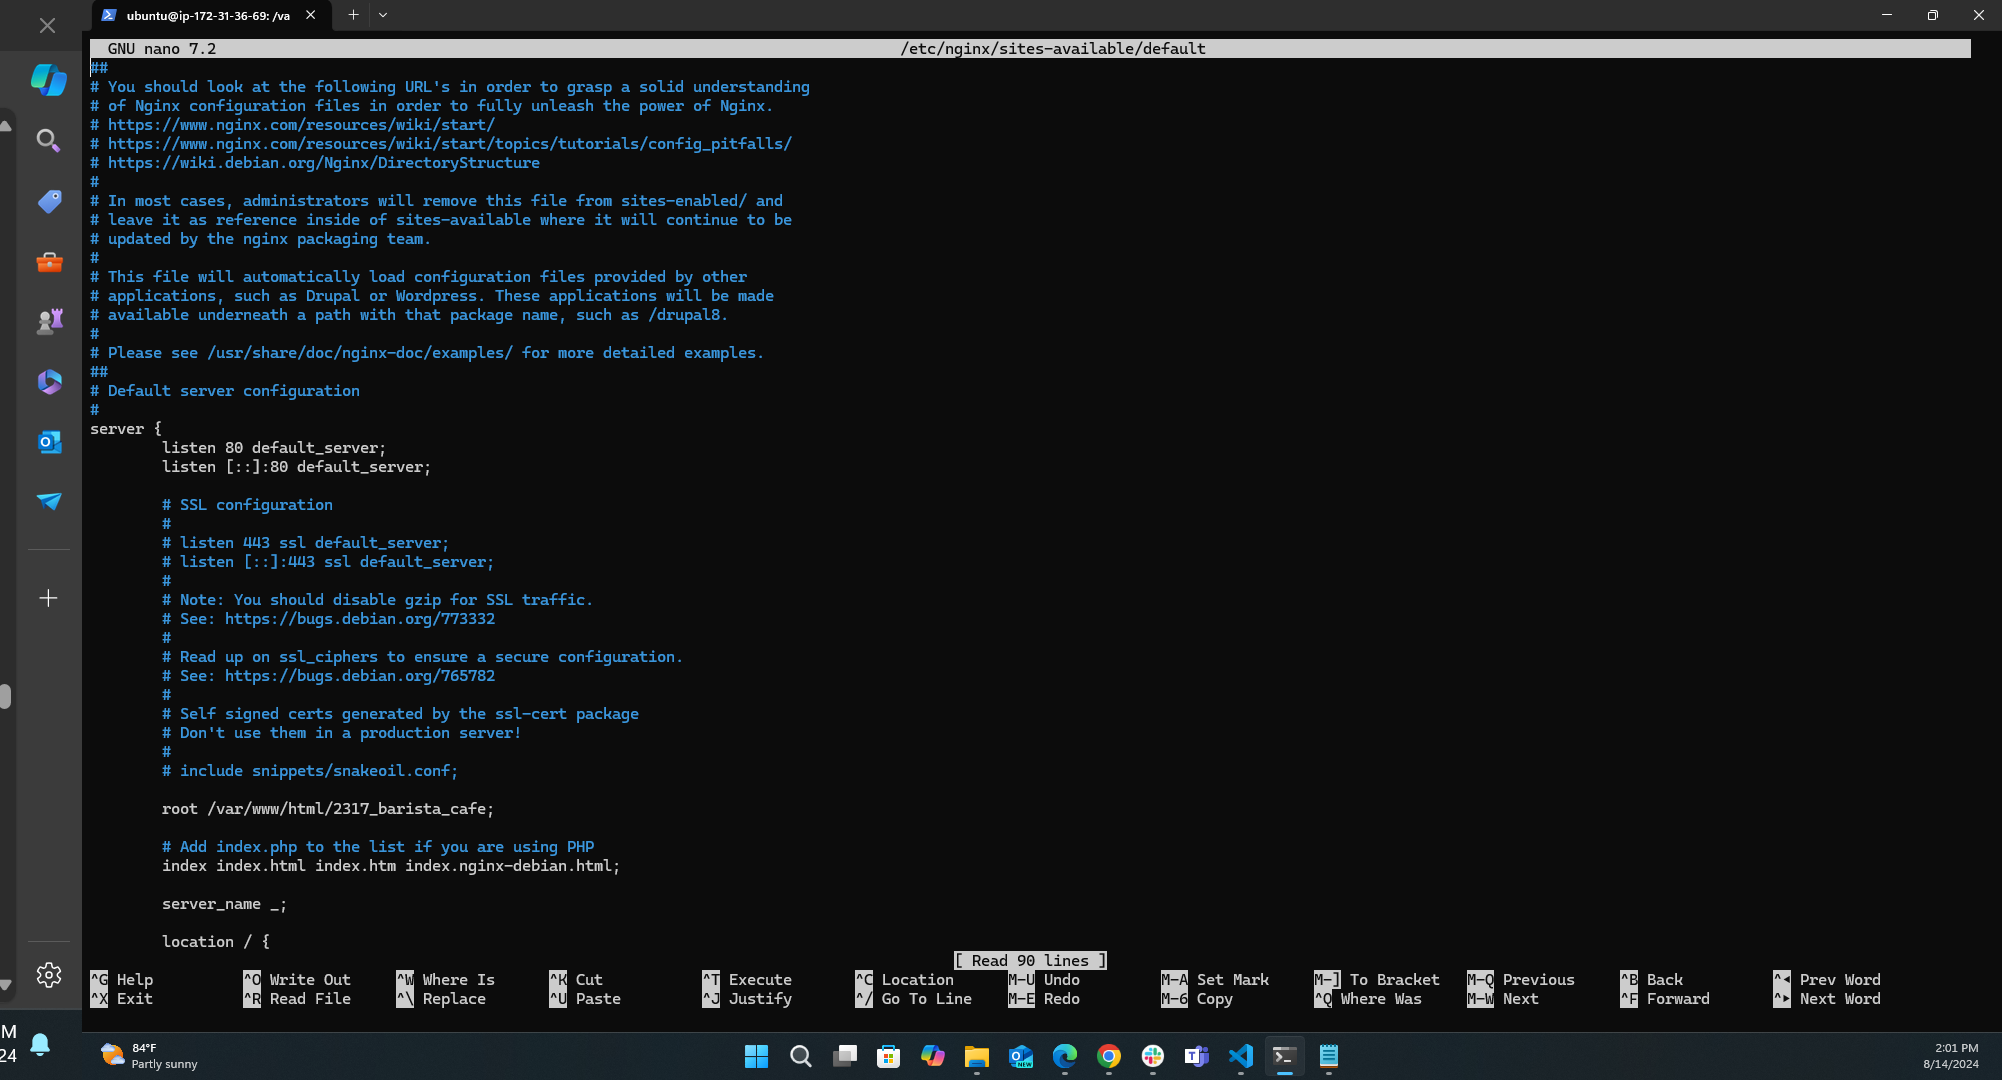 ubuntu@ip-172-31-36-69: /va
GNU nano 7.2 /etc/nginx/sites-available/default
##
# You should look at the following URL's in order to grasp a solid understanding
# of Nginx configuration files in order to fully unleash the power of Nginx.
# https://www.nginx.com/resources/wiki/start/
# https://www.nginx.com/resources/wiki/start/topics/tutorials/config_pitfalls/
# https://wiki.debian.org/Nginx/DirectoryStructure
#
# In most cases, administrators will remove this file from sites-enabled/ and
# leave it as reference inside of sites-available where it will continue to be
# updated by the nginx packaging team.
#
# This file will automatically load configuration files provided by other
# applications, such as Drupal or Wordpress. These applications will be made
# available underneath a path with that package name, such as /drupal8.
#
# Please see /usr/share/doc/nginx-doc/examples/ for more detailed examples.
##
# Default server configuration
#
server {
listen 80 default_server;
listen [::]:80 default_server;
# SSL configuration
#
# listen 443 ssl default_server;
# listen [::]:443 ssl default_server;
#
# Note: You should disable gzip for SSL traffic.
# See: https://bugs.debian.org/773332
#
# Read up on ssl_ciphers to ensure a secure configuration.
# See: https://bugs.debian.org/765782
#
# Self signed certs generated by the ssl-cert package
# Don't use them in a production server!
#
# include snippets/snakeoil.conf;
root /var/www/html/2317_barista_cafe;
# Add index.php to the list if you are using PHP
index index.html index.htm index.nginx-debian.html;
server_name _;
location / {
[ Read 90 lines ]
^G Help ^O Write Out ^W Where Is ^K Cut ^T Execute ^C Location M-U Undo M-A Set Mark M-] To Bracket M-Q Previous ^B Back ^◂ Prev Word
^X Exit ^R Read File ^\ Replace ^U Paste ^J Justify ^/ Go To Line M-E Redo M-6 Copy ^Q Where Was M-W Next ^F Forward ^▸ Next Word
M
24
84°F
Partly sunny
NEW
2:01 PM
8/14/2024